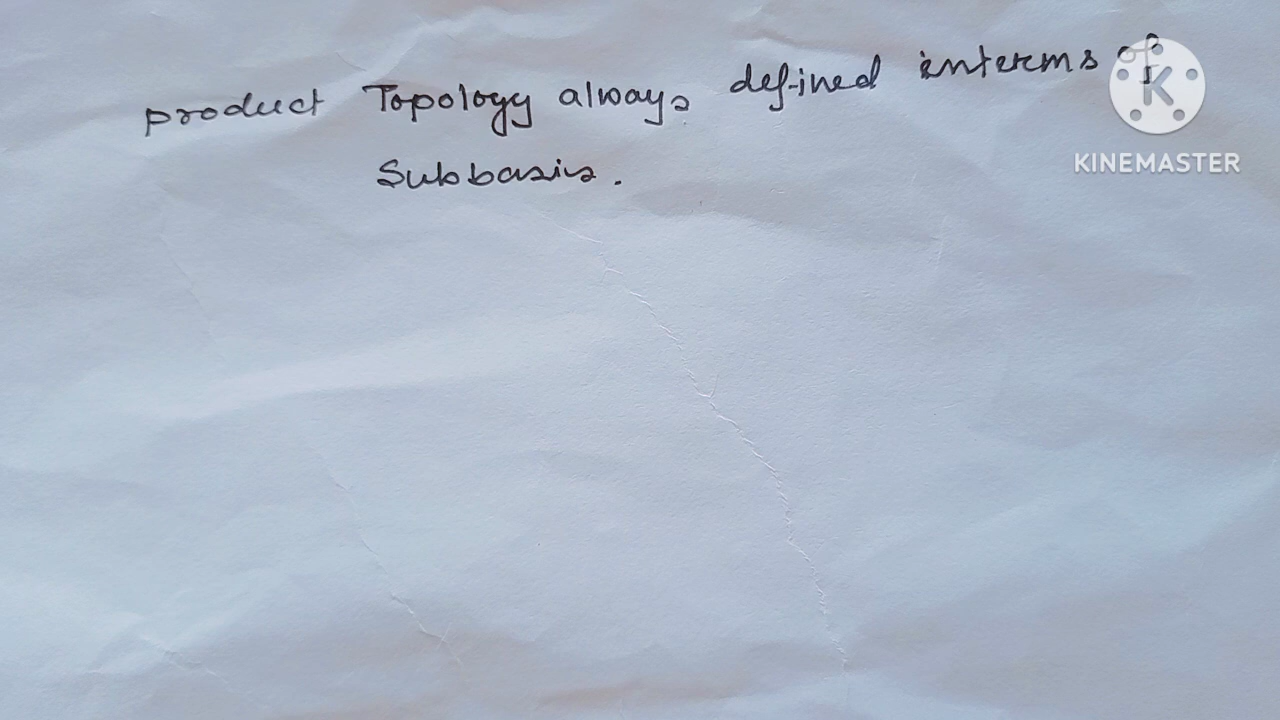 product Topology always defined interms of
Subbasis.
KINEMASTER